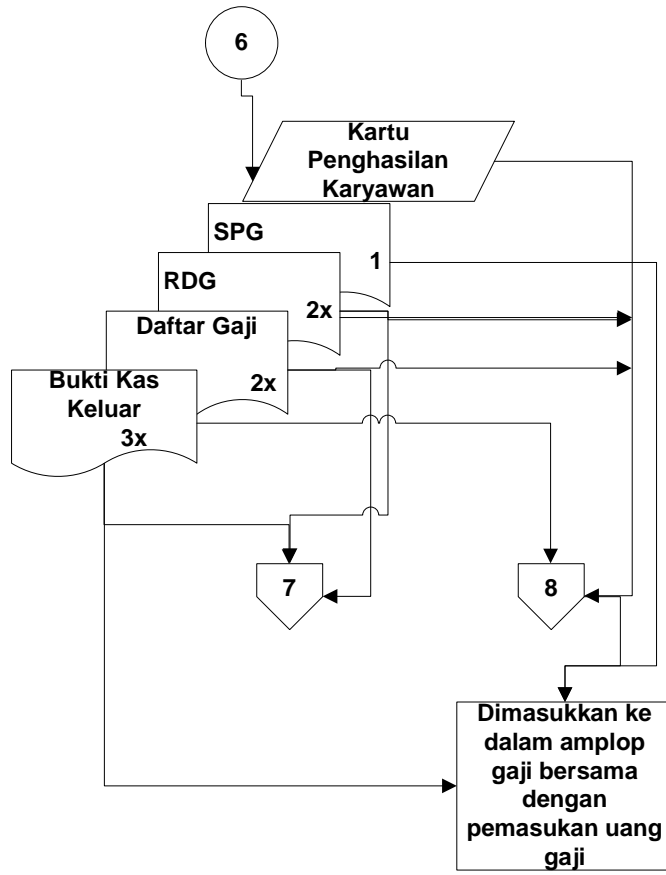 6
Kartu
Penghasilan
Karyawan
SPG
1
RDG
2x
Daftar Gaji
2x
Bukti Kas
Keluar
3x
7
8
Dimasukkan ke
dalam amplop
gaji bersama
dengan
pemasukan uang
gaji